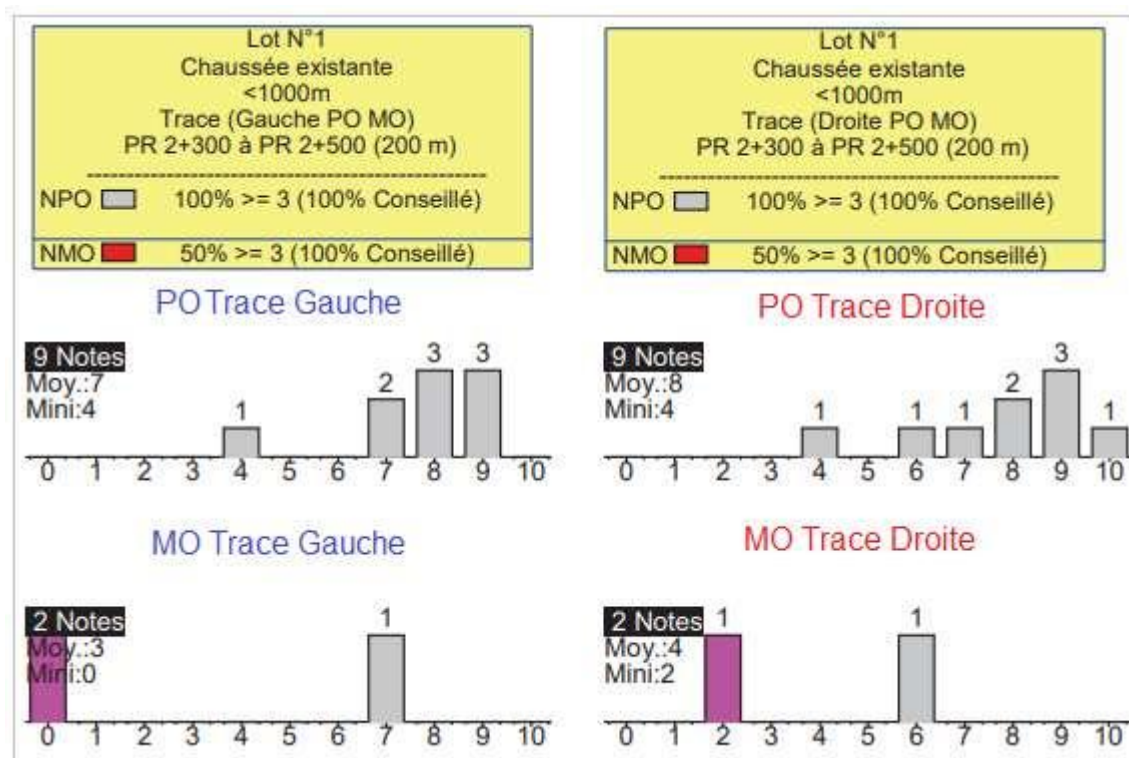 Lot N°1
Chaussée existante
<1000m
Trace (Gauche PO MO)
PR 2+300 à PR 2+500 (200 m)
NPO 100% >= 3 (100% Conseillé)
NMO 50% >= 3 (100% Conseillé)
PO Trace Gauche
9 Notes
Moy.:7
Mini:4
1 2 3 3
0 1 2 3 4 5 6 7 8 9 10
MO Trace Gauche
2 Notes
Moy.:3
Mini:0
1
0 1 2 3 4 5 6 7 8 9 10
Lot N°1
Chaussée existante
<1000m
Trace (Droite PO MO)
PR 2+300 à PR 2+500 (200 m)
NPO 100% >= 3 (100% Conseillé)
NMO 50% >= 3 (100% Conseillé)
PO Trace Droite
9 Notes
Moy.:8
Mini:4
1 1 1 2 3 1
0 1 2 3 4 5 6 7 8 9 10
MO Trace Droite
2 Notes
Moy.:4
Mini:2
1 1
0 1 2 3 4 5 6 7 8 9 10